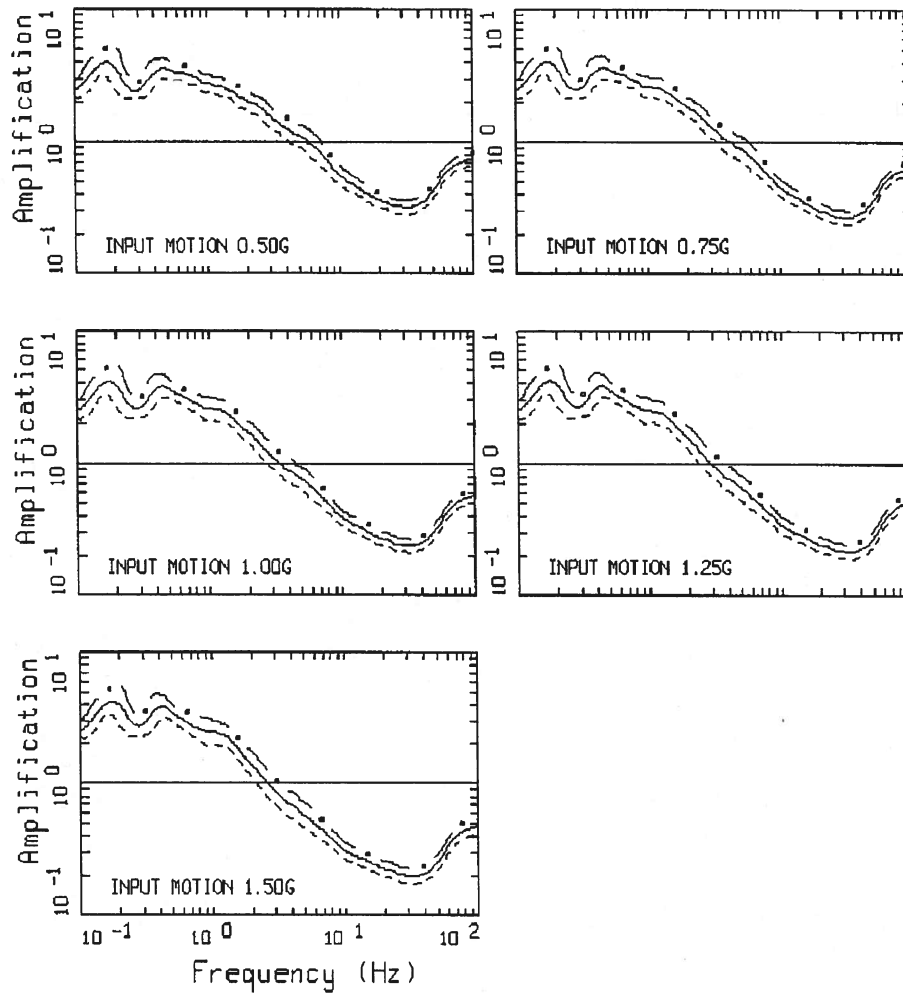 Amplification
10 1
10 0
10 -1
INPUT MOTION 0.50G
10 1
10 0
10 -1
INPUT MOTION 0.75G
Amplification
10 1
10 0
10 -1
INPUT MOTION 1.00G
10 1
10 0
10 -1
INPUT MOTION 1.25G
Amplification
10 1
10 0
10 -1
INPUT MOTION 1.50G
10 -1
10 0
10 1
10 2
Frequency (Hz)